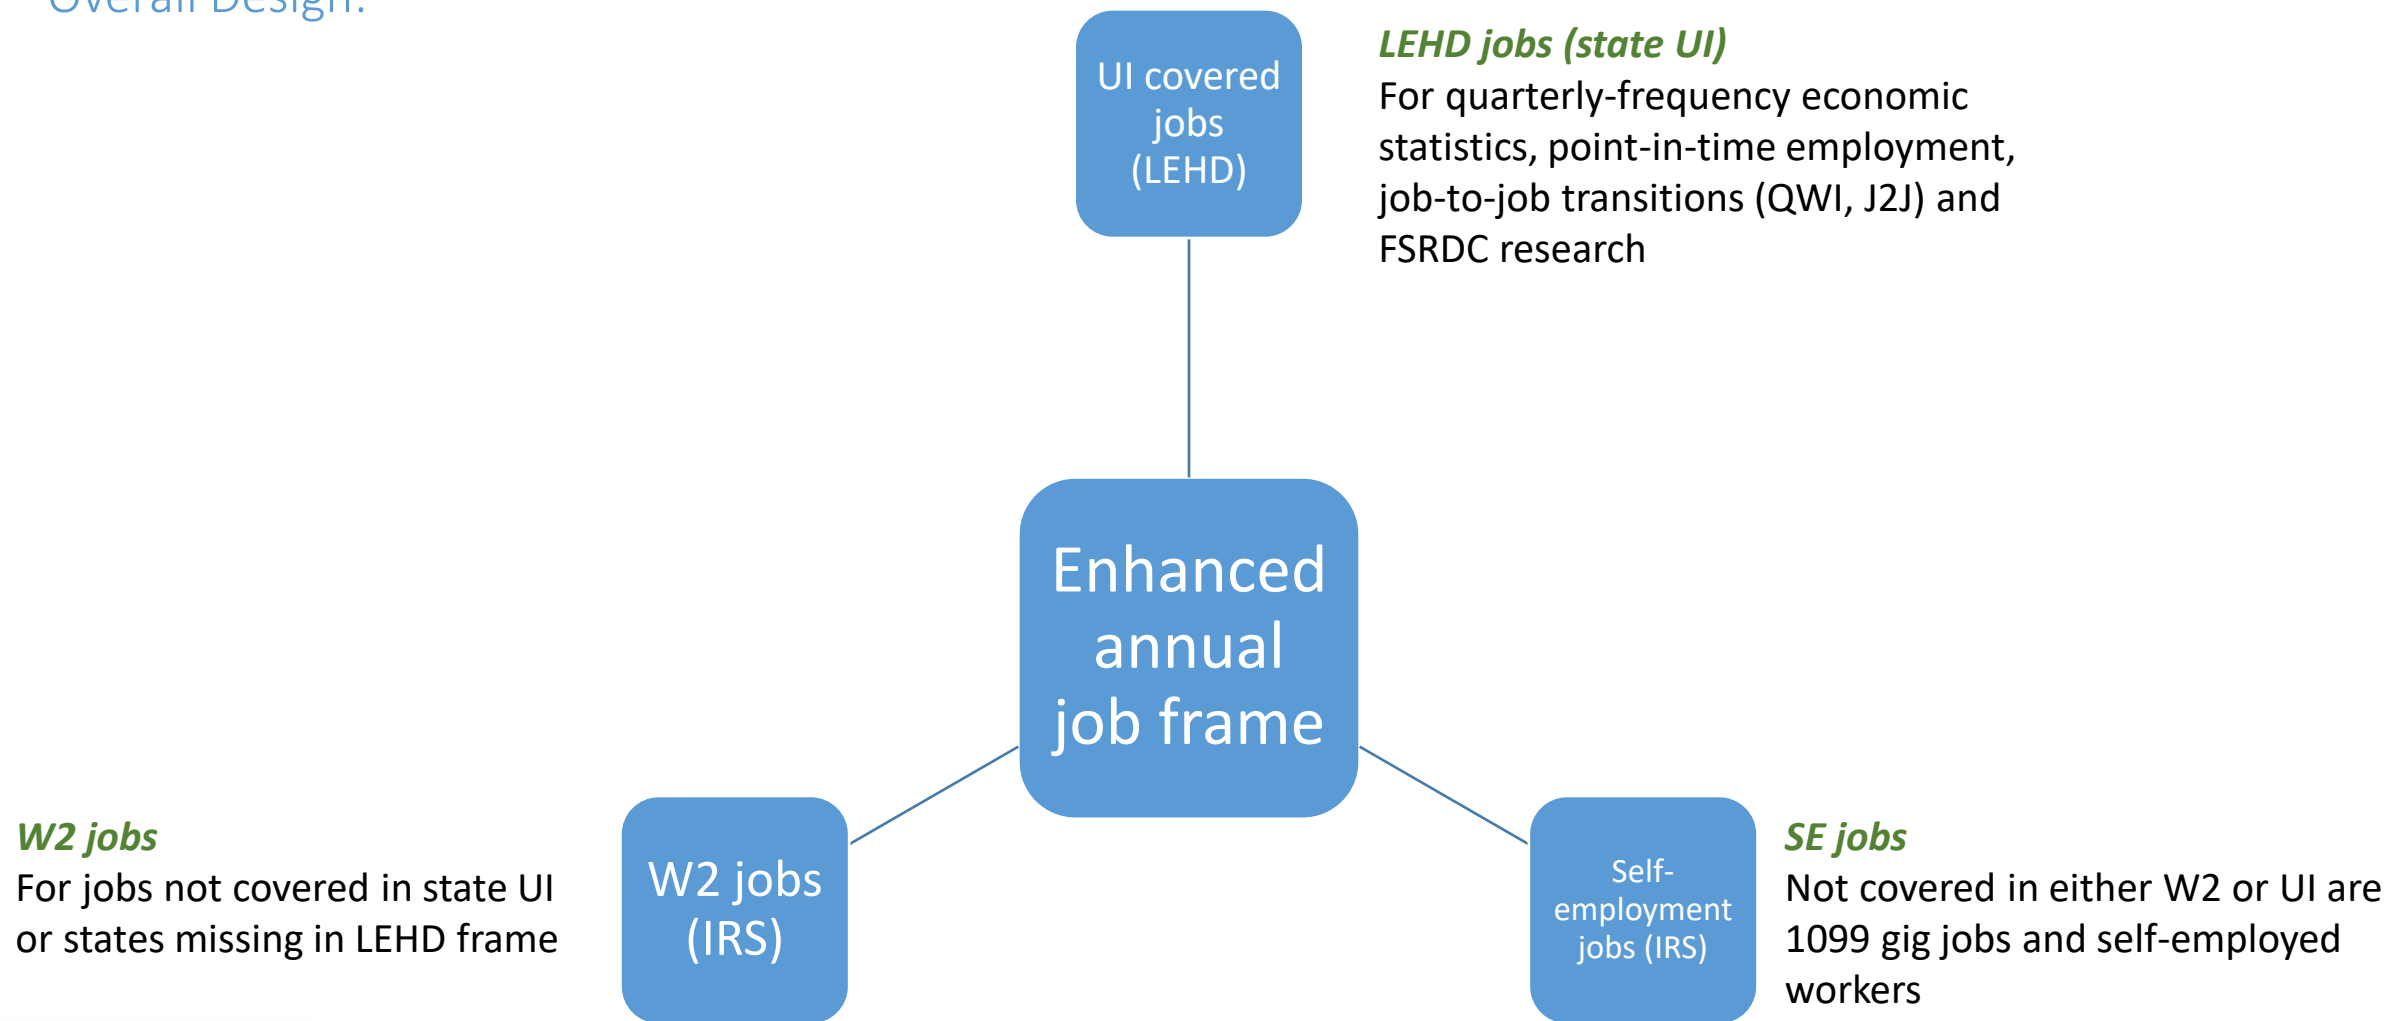 Overall Design:
UI covered
jobs
(LEHD)
LEHD jobs (state UI)
For quarterly-frequency economic
statistics, point-in-time employment,
job-to-job transitions (QWI, J2J) and
FSRDC research
Enhanced
annual
job frame
W2 jobs
For jobs not covered in state UI
or states missing in LEHD frame
W2 jobs
(IRS)
Self-
employment
jobs (IRS)
SE jobs
Not covered in either W2 or UI are
1099 gig jobs and self-employed
workers